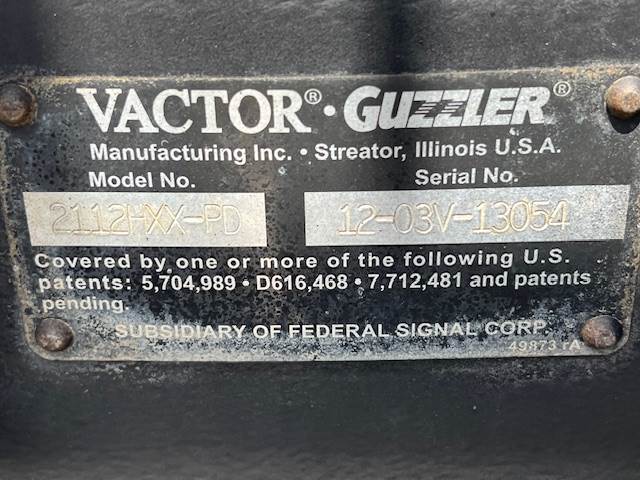 VACTOR® • GUZZLER®
Manufacturing Inc. • Streator, Illinois U.S.A.
Model No. Serial No.
2112HXX-PD 12-03V-13054
Covered by one or more of the following U.S.
patents: 5,704,989 • D616,468 • 7,712,481 and patents
pending.
SUBSIDIARY OF FEDERAL SIGNAL CORP.
49873 rA